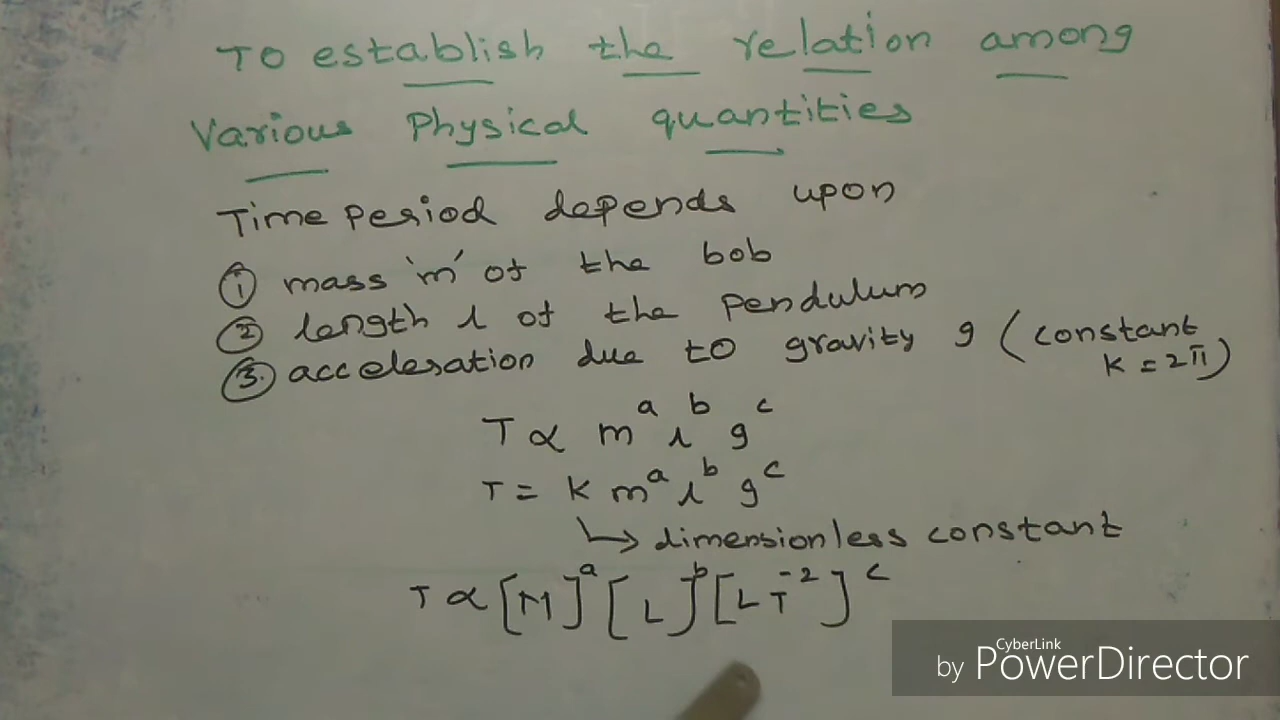 To establish the relation among
Various Physical quantities
Time period depends upon
① mass 'm' of the bob
② length l of the pendulum
③ acceleration due to gravity g (constant
K = 2π)
T ∝ m^a l^b g^c
T = K m^a l^b g^c
↳ dimensionless constant
T ∝ [M]^a [L]^b [LT^-2]^c
CyberLink
by PowerDirector